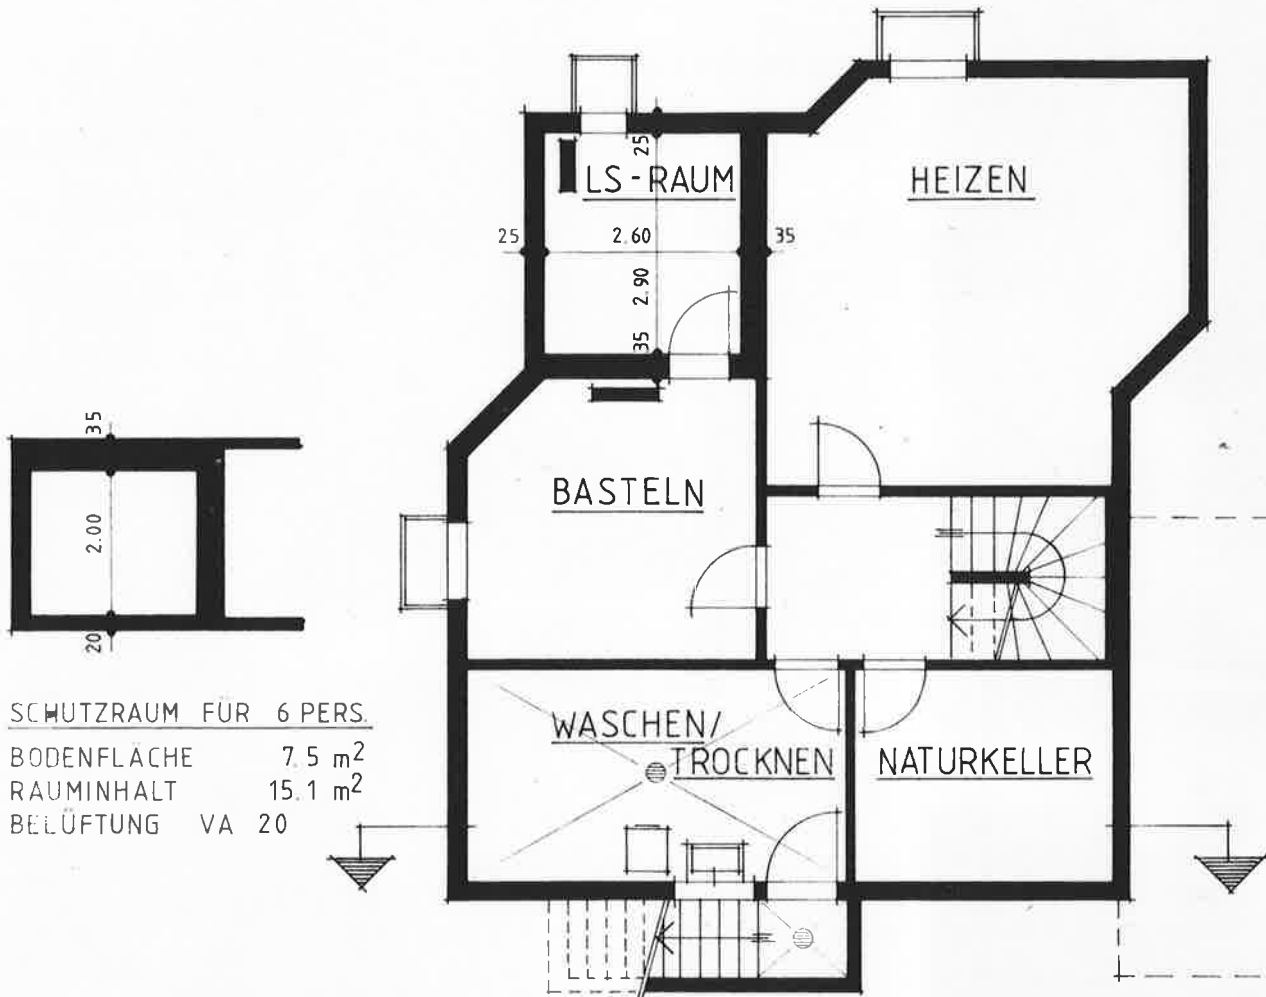 25
LS-RAUM
HEIZEN
25
2.60
35
2.90
35
35
BASTELN
2.00
20
SCHUTZRAUM FÜR 6 PERS.
BODENFLÄCHE 7.5 m²
RAUMINHALT 15.1 m²
BELÜFTUNG VA 20
WASCHEN/
TROCKNEN
NATURKELLER